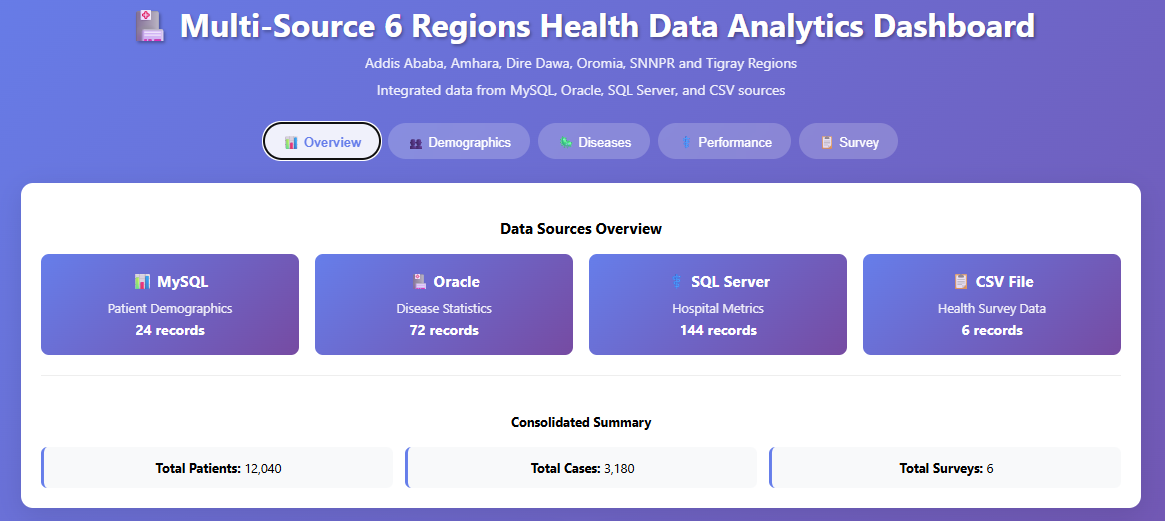 Multi-Source 6 Regions Health Data Analytics Dashboard
Addis Ababa, Amhara, Dire Dawa, Oromia, SNNPR and Tigray Regions
Integrated data from MySQL, Oracle, SQL Server, and CSV sources
Overview
Demographics
Diseases
Performance
Survey
Data Sources Overview
MySQL
Patient Demographics
24 records
Oracle
Disease Statistics
72 records
SQL Server
Hospital Metrics
144 records
CSV File
Health Survey Data
6 records
Consolidated Summary
Total Patients: 12,040
Total Cases: 3,180
Total Surveys: 6